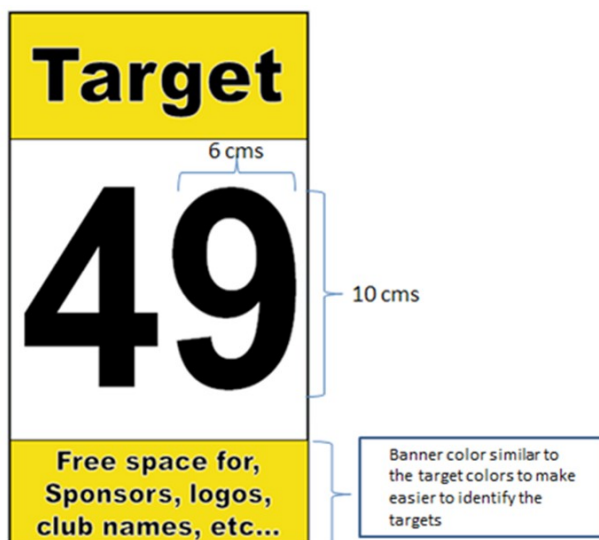 Target
6 cms
49
10 cms
Free space for,
Sponsors, logos,
club names, etc...
Banner color similar to
the target colors to make
easier to identify the
targets